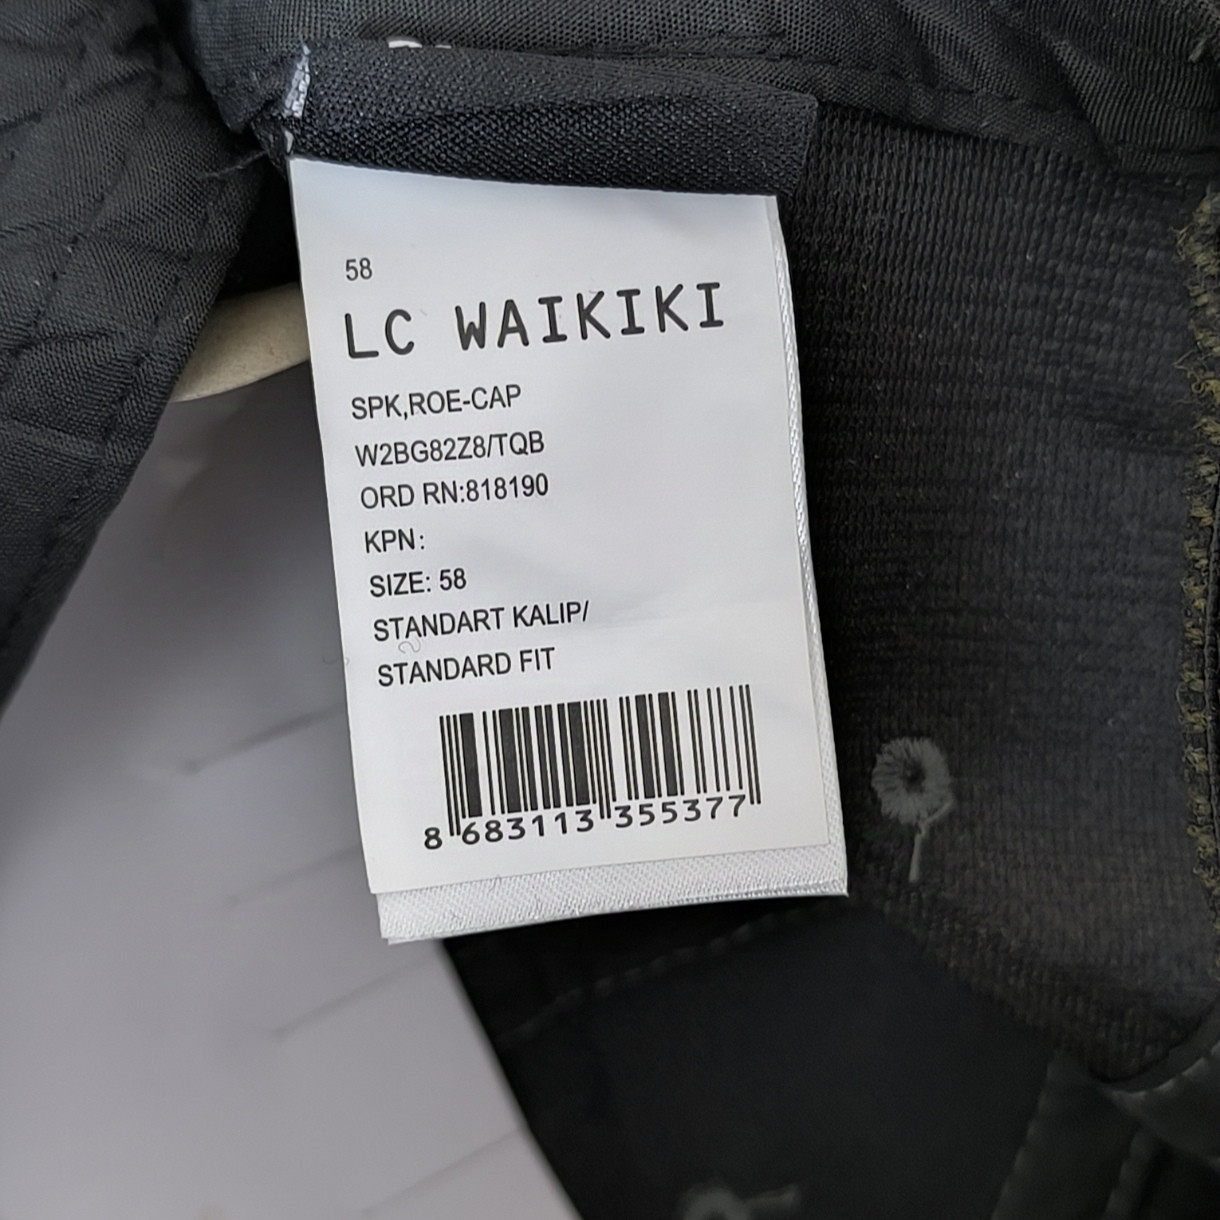 58
LC WAIKIKI
SPK,ROE-CAP
W2BG82Z8/TQB
ORD RN:818190
KPN:
SIZE: 58
STANDART KALIP/
STANDARD FIT
8 683113 355377